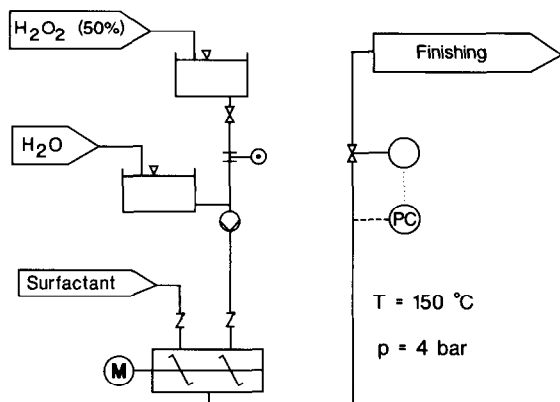 H₂O₂ (50%)
Finishing
H₂O
PC
Surfactant
T = 150 °C
p = 4 bar
M